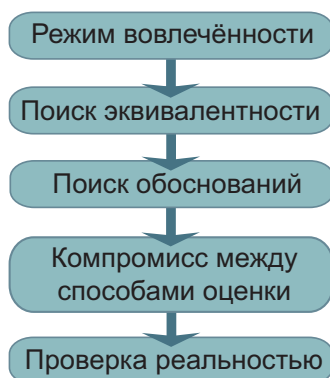 Режим вовлечённости
Поиск эквивалентности
Поиск обоснований
Компромисс между
способами оценки
Проверка реальностью